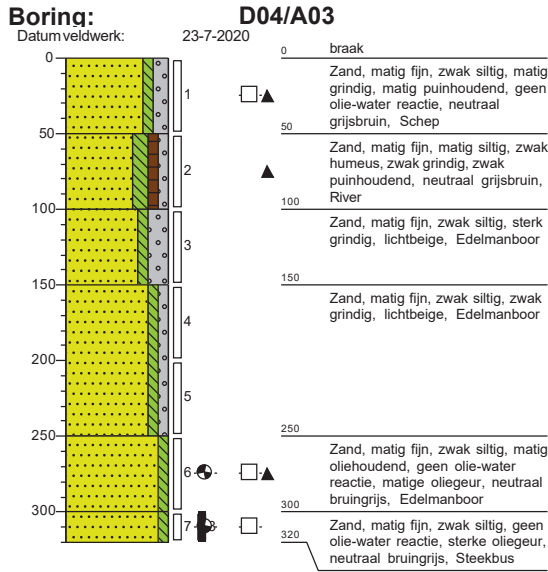 Boring: D04/A03
Datum veldwerk: 23-7-2020
0 braak
0
Zand, matig fijn, zwak siltig, matig
grindig, matig puinhoudend, geen
olie-water reactie, neutraal
grijsbruin, Schep
1
50
50
Zand, matig fijn, matig siltig, zwak
humeus, zwak grindig, zwak
puinhoudend, neutraal grijsbruin,
River
2
100
100
Zand, matig fijn, zwak siltig, sterk
grindig, lichtbeige, Edelmanboor
3
150
150
Zand, matig fijn, zwak siltig, zwak
grindig, lichtbeige, Edelmanboor
4
200
5
250
250
Zand, matig fijn, zwak siltig, matig
oliehoudend, geen olie-water
reactie, matige oliegeur, neutraal
bruingrijs, Edelmanboor
6
300
300
Zand, matig fijn, zwak siltig, geen
olie-water reactie, sterke oliegeur,
neutraal bruingrijs, Steekbus
7
320